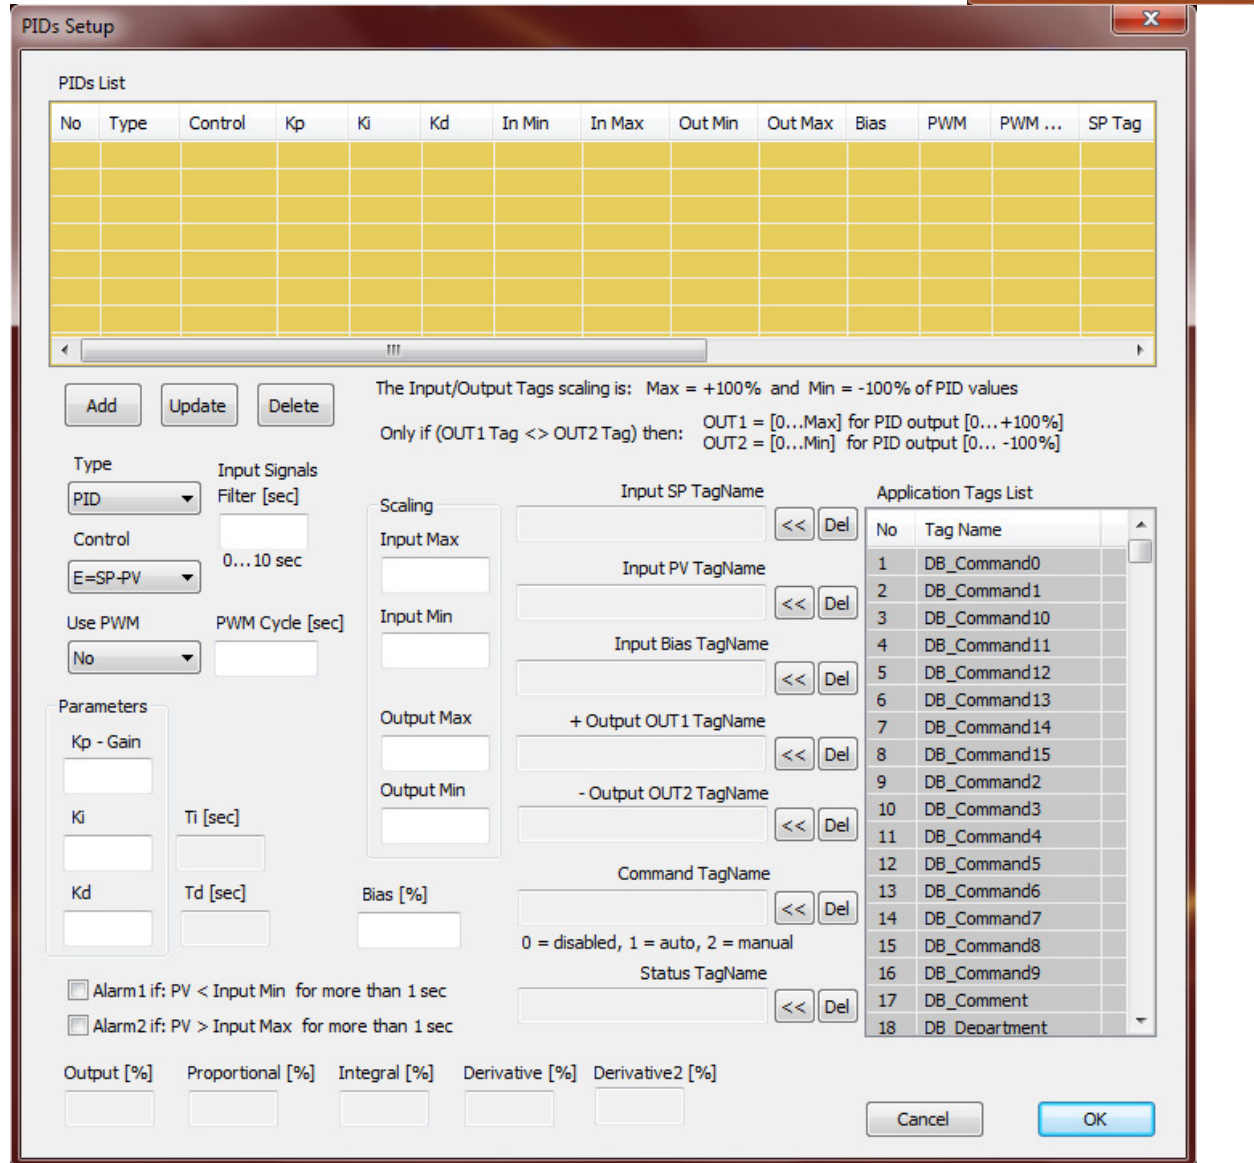 PIDs Setup
PIDs List
No Type Control Kp Ki Kd In Min In Max Out Min Out Max Bias PWM PWM ... SP Tag
Add Update Delete
The Input/Output Tags scaling is: Max = +100% and Min = -100% of PID values
Only if (OUT1 Tag <> OUT2 Tag) then:
OUT1 = [0...Max] for PID output [0...+100%]
OUT2 = [0...Min] for PID output [0... -100%]
Type
PID
Input Signals
Filter [sec]
0...10 sec
Control
E=SP-PV
Use PWM
No
PWM Cycle [sec]
Parameters
Kp - Gain
Ki
Ti [sec]
Kd
Td [sec]
Scaling
Input Max
Input Min
Output Max
Output Min
Bias [%]
Input SP TagName
<< Del
Input PV TagName
<< Del
Input Bias TagName
<< Del
+ Output OUT1 TagName
<< Del
- Output OUT2 TagName
<< Del
Command TagName
<< Del
0 = disabled, 1 = auto, 2 = manual
Status TagName
<< Del
Application Tags List
No Tag Name
1 DB_Command0
2 DB_Command1
3 DB_Command10
4 DB_Command11
5 DB_Command12
6 DB_Command13
7 DB_Command14
8 DB_Command15
9 DB_Command2
10 DB_Command3
11 DB_Command4
12 DB_Command5
13 DB_Command6
14 DB_Command7
15 DB_Command8
16 DB_Command9
17 DB_Comment
18 DB_Department
Alarm1 if: PV < Input Min for more than 1 sec
Alarm2 if: PV > Input Max for more than 1 sec
Output [%] Proportional [%] Integral [%] Derivative [%] Derivative2 [%]
Cancel OK